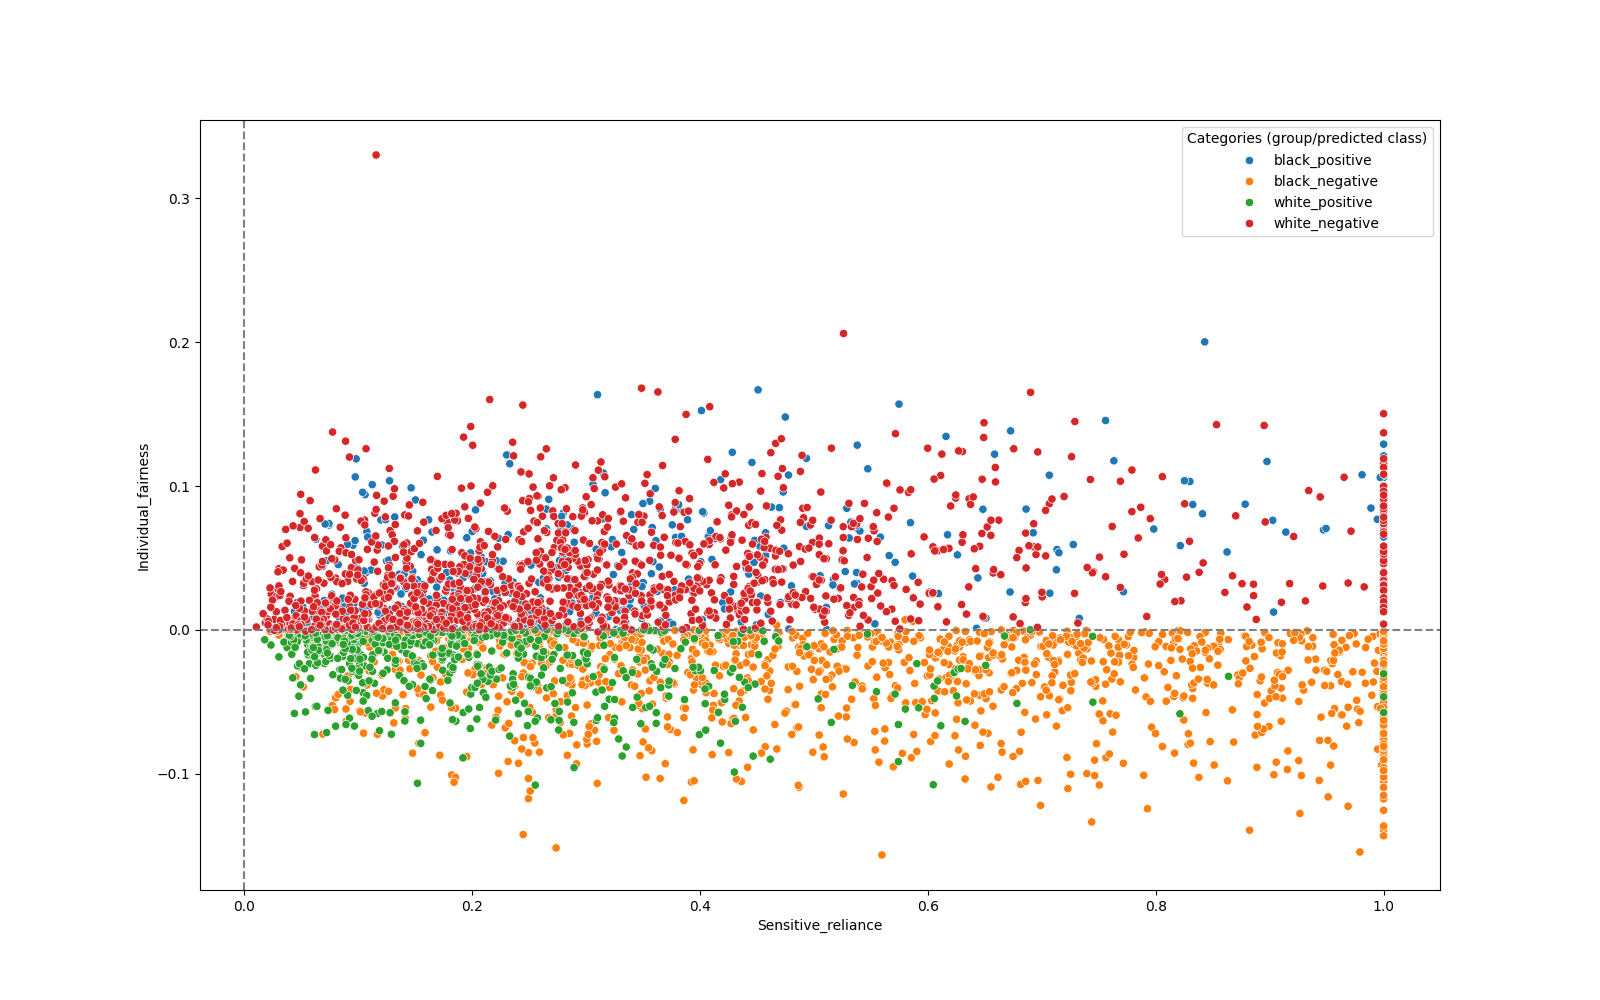 Categories (group/predicted class)
black_positive
black_negative
white_positive
white_negative
0.3
0.2
0.1
0.0
−0.1
Individual_fairness
0.0 0.2 0.4 0.6 0.8 1.0
Sensitive_reliance